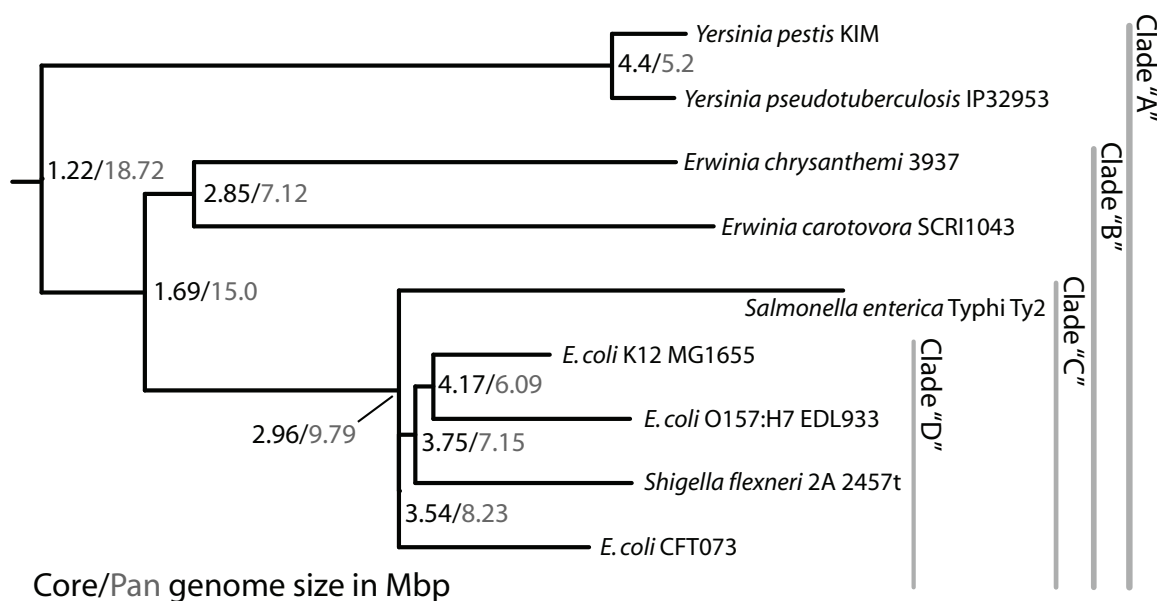 Yersinia pestis KIM
4.4/5.2
Yersinia pseudotuberculosis IP32953
Clade "A"
1.22/18.72
Erwinia chrysanthemi 3937
2.85/7.12
Clade "B"
Erwinia carotovora SCRI1043
1.69/15.0
Salmonella enterica Typhi Ty2
Clade "C"
E. coli K12 MG1655
4.17/6.09
Clade "D"
E. coli O157:H7 EDL933
2.96/9.79
3.75/7.15
Shigella flexneri 2A 2457t
3.54/8.23
E. coli CFT073
Core/Pan genome size in Mbp